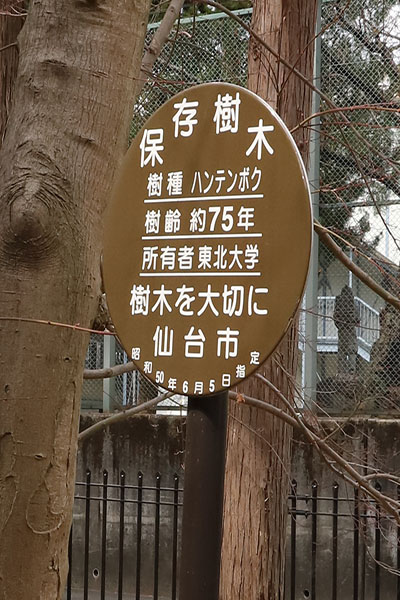 保存樹木
樹種 ハンテンボク
樹齢 約75年
所有者 東北大学
樹木を大切に
仙台市
昭和50年6月5日指定